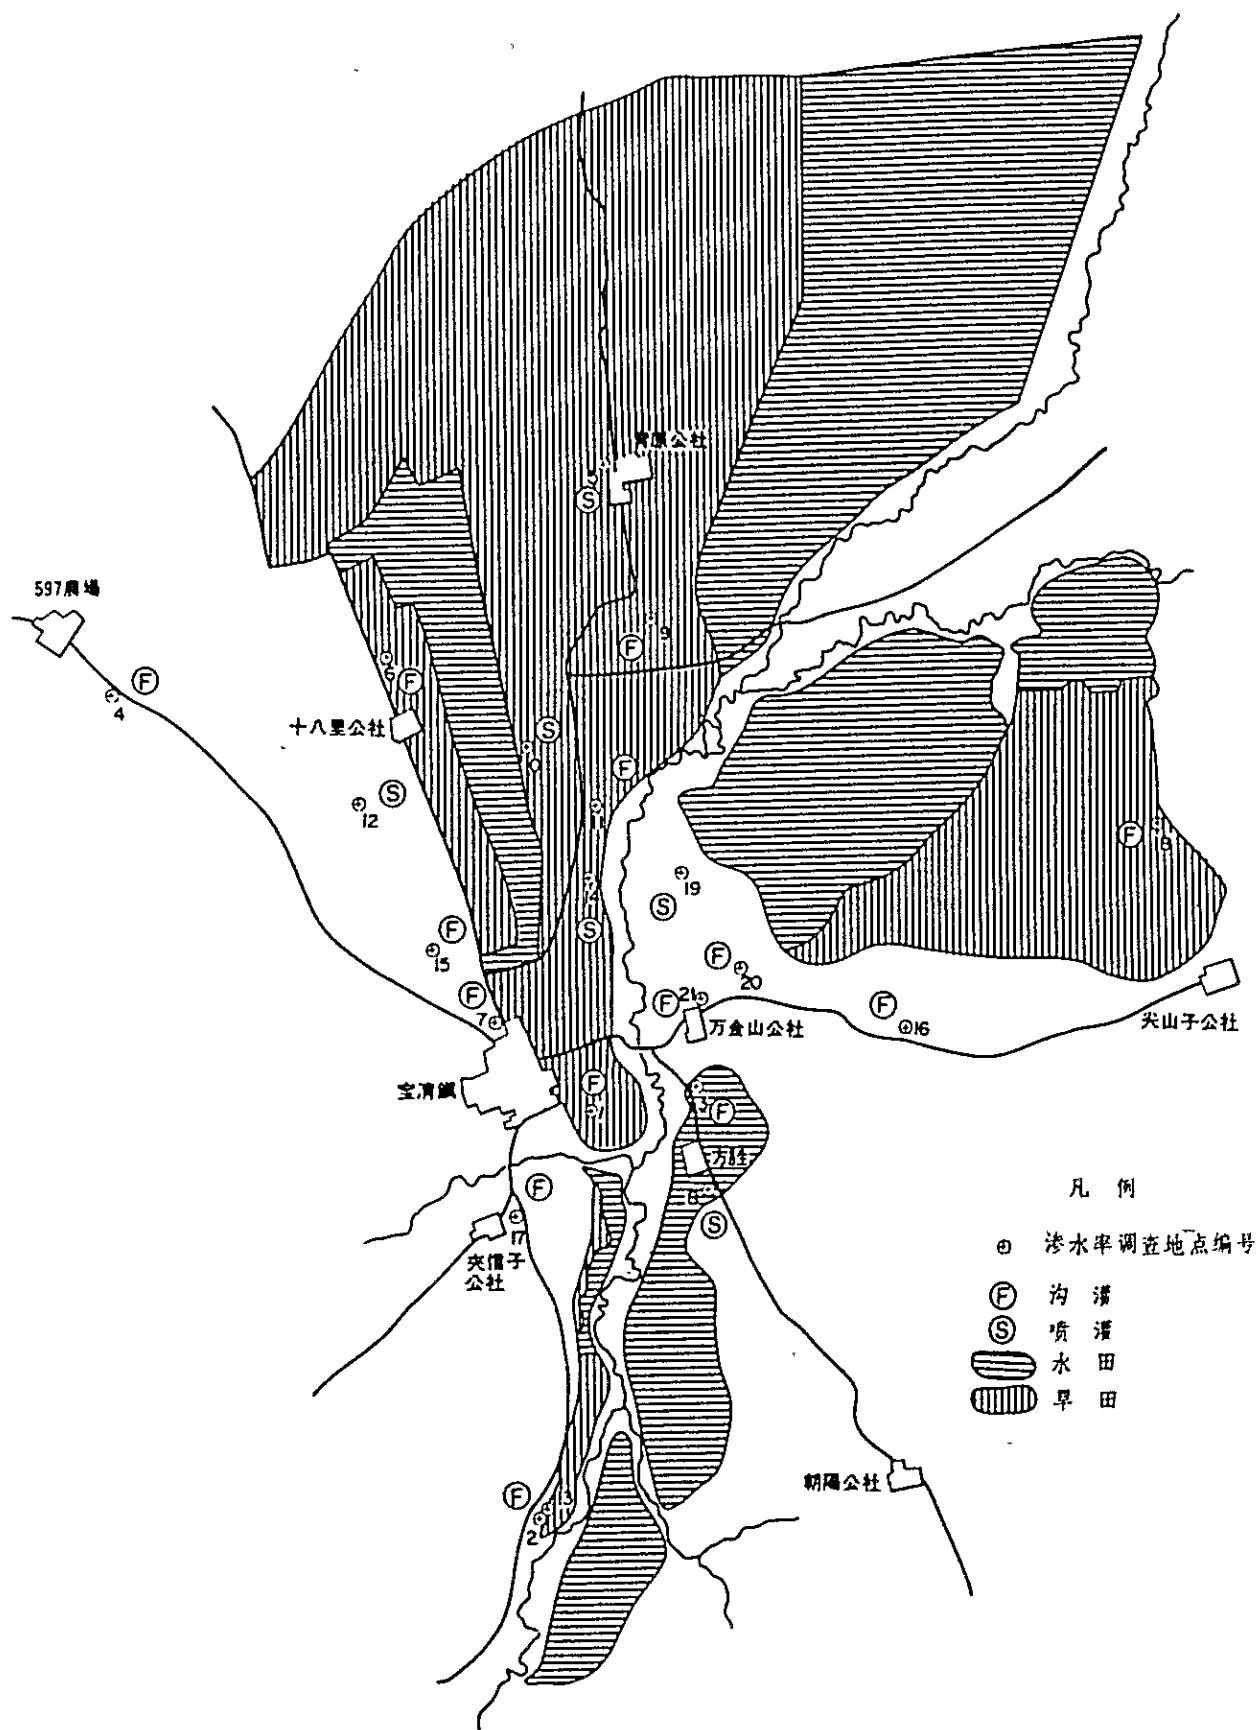 青原公社
5
S
597農場
F
4
9
F
6
F
十八里公社
S
10
F
S
12
11
F
18
19
S
14
S
F
15
F
20
F
7
F
21
万金山公社
F
16
尖山子公社
宝清鎮
F
1
3
F
方胜
8
S
F
17
夹信子
公社
凡 例
渗水率调查地点编号
F 沟 灌
S 喷 灌
水 田
旱 田
朝陽公社
F
13
2